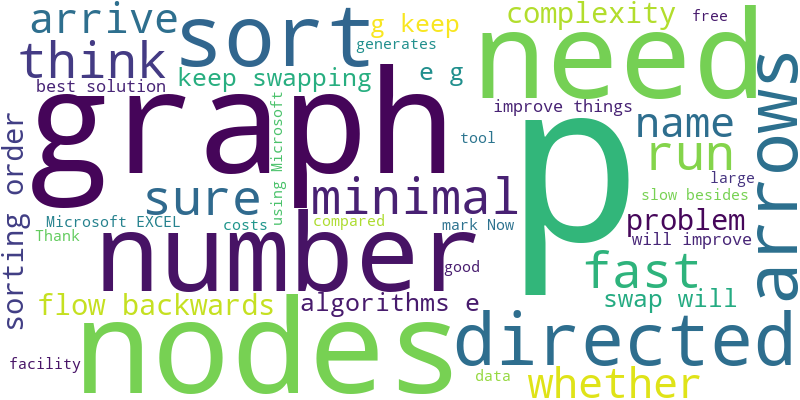 arrive
sort
g keep
complexity
free
need
think
generates
keep swapping
e g
best solution
graph
p
arrows
improve things
name
using Microsoft
tool
run
sorting order
sure
minimal
large
slow besides
Microsoft EXCEL
costs
compared
mark Now
problem
Thank
number
will improve
good
fast
flow backwards
algorithms e
swap will
nodes
directed
facility
data
whether